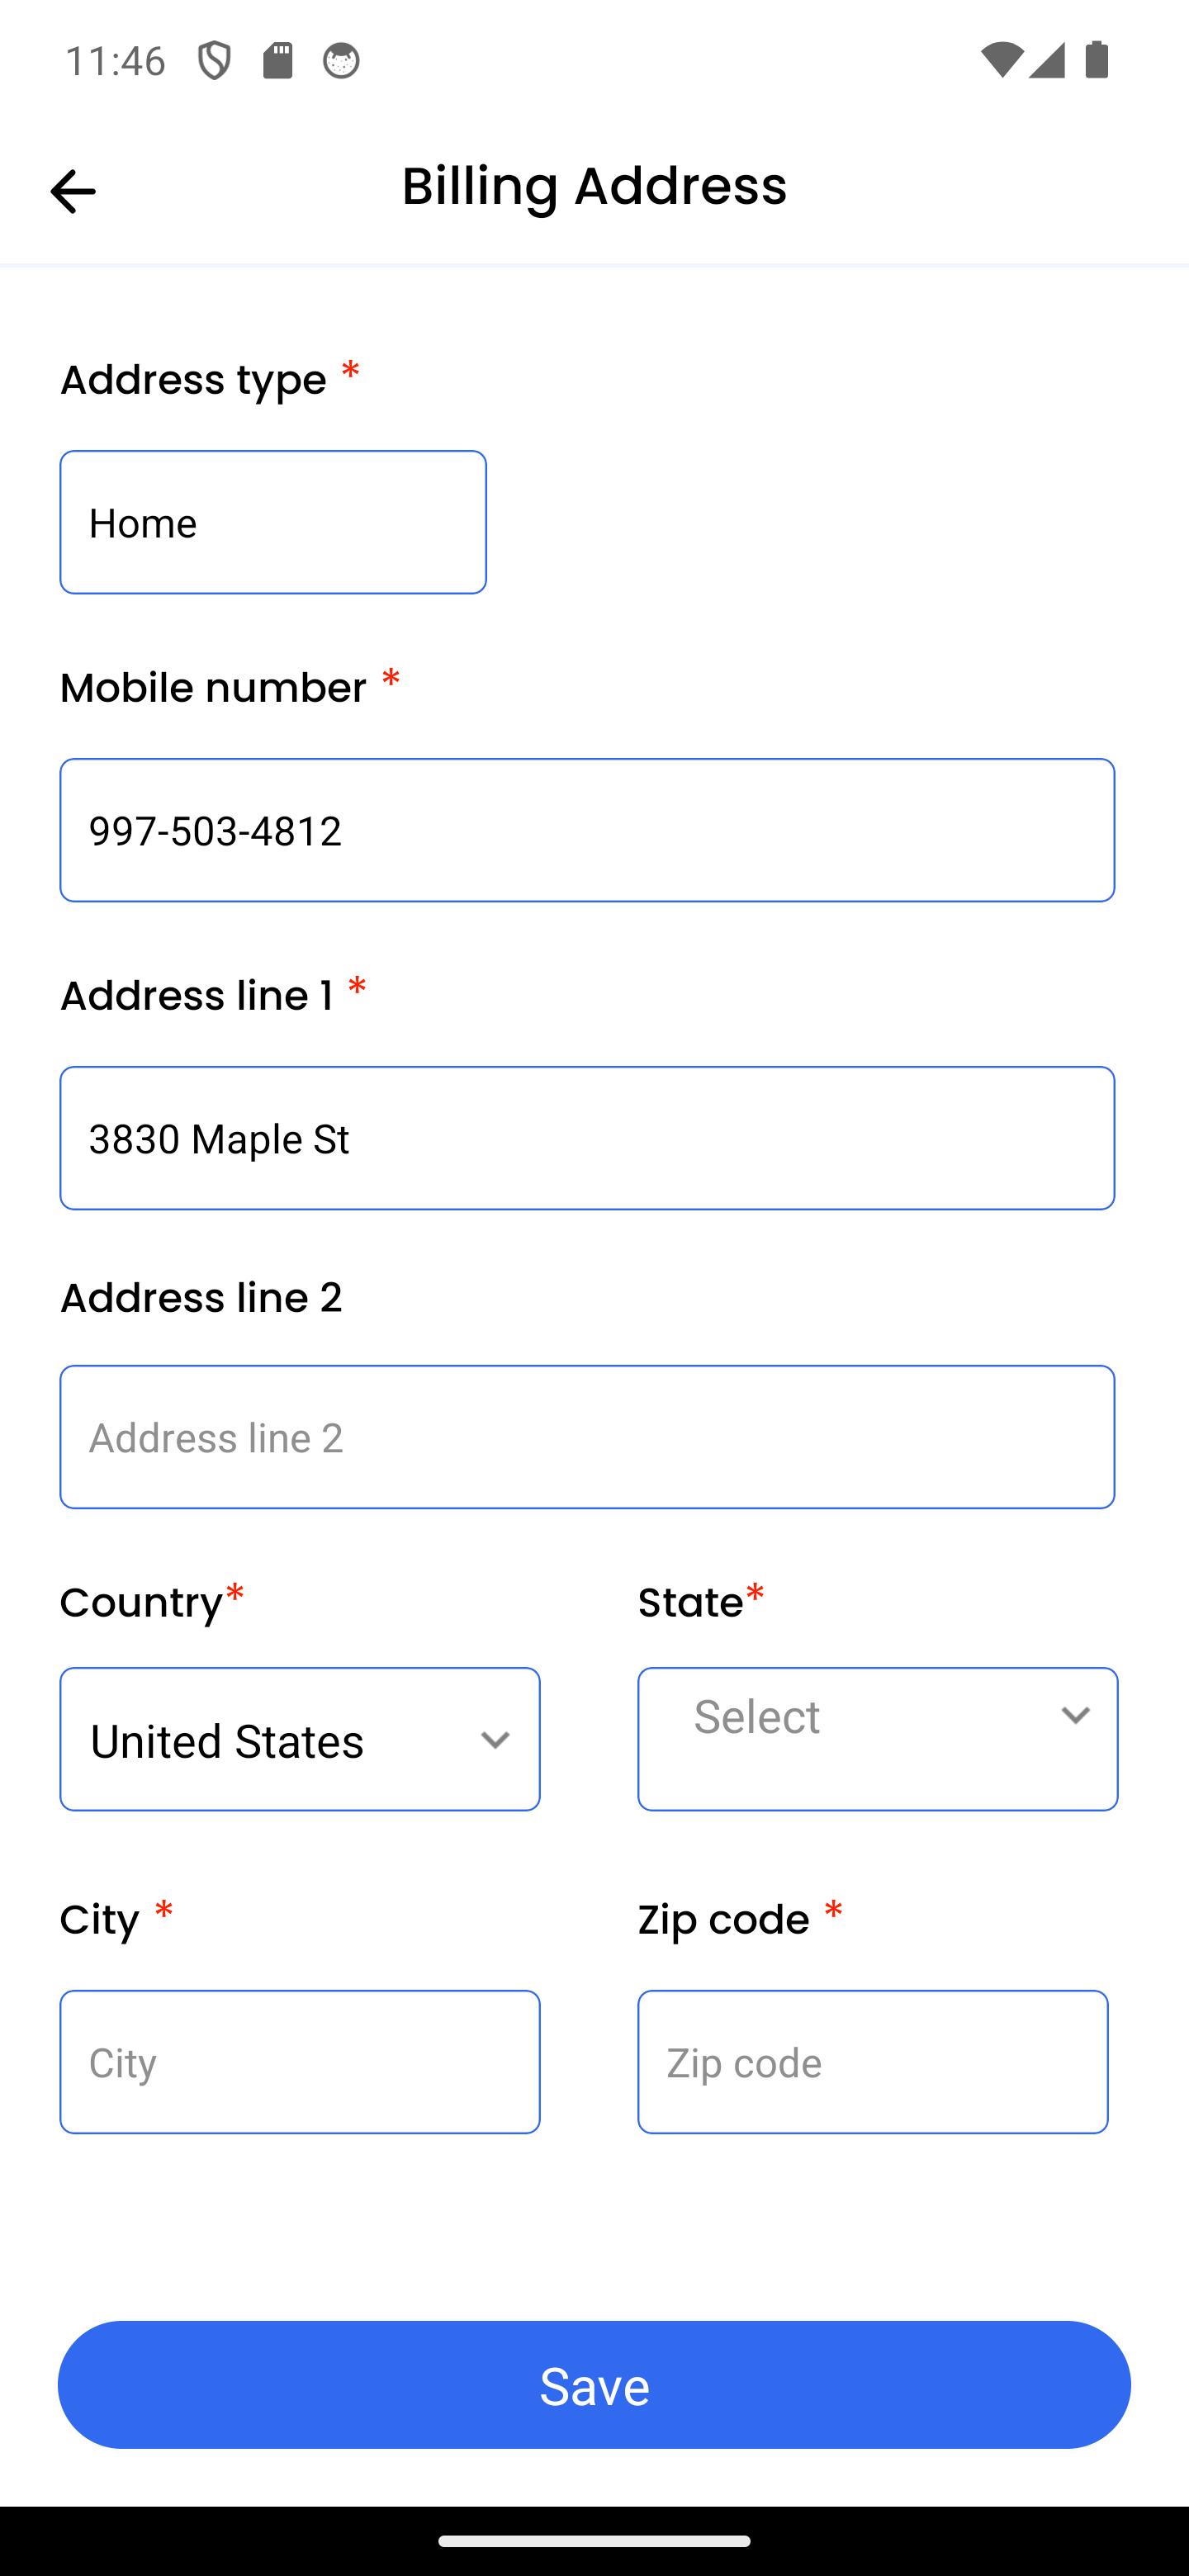 11:46
Billing Address
Address type *
Home
Mobile number *
997-503-4812
Address line 1 *
3830 Maple St
Address line 2
Address line 2
Country* State*
United States Select
City * Zip code *
City Zip code
Save